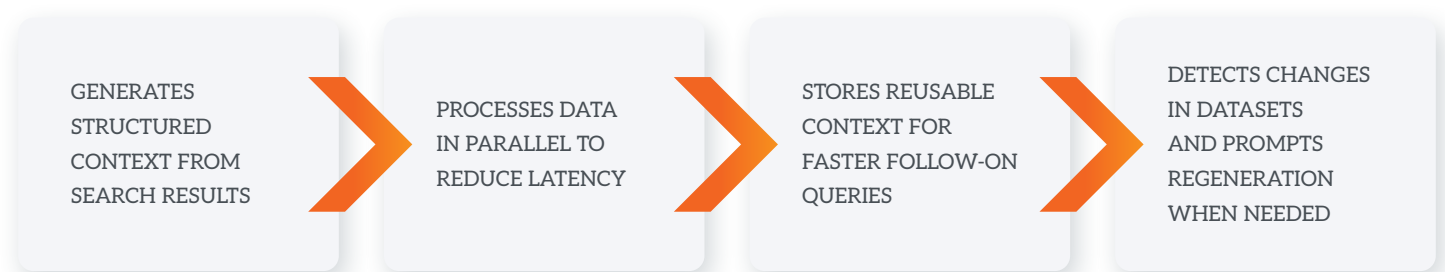 GENERATES
STRUCTURED
CONTEXT FROM
SEARCH RESULTS
PROCESSES DATA
IN PARALLEL TO
REDUCE LATENCY
STORES REUSABLE
CONTEXT FOR
FASTER FOLLOW-ON
QUERIES
DETECTS CHANGES
IN DATASETS
AND PROMPTS
REGENERATION
WHEN NEEDED